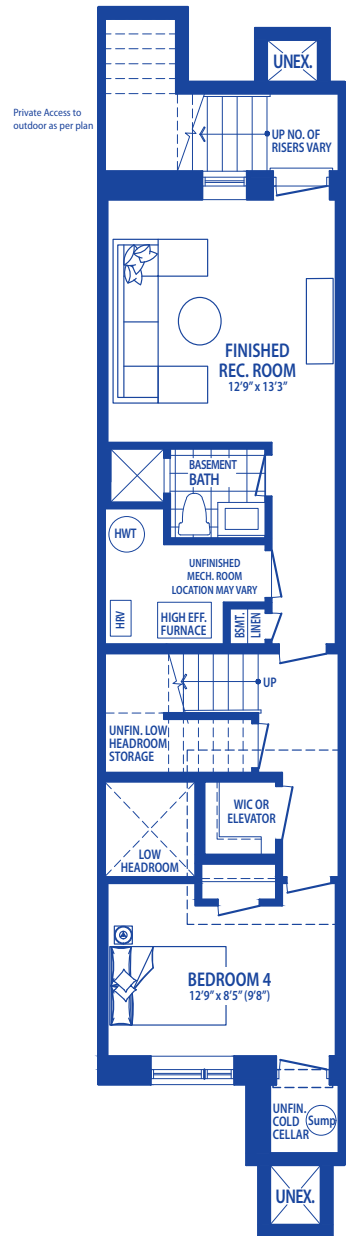 UNEX.
Private Access to
outdoor as per plan
UP NO. OF
RISERS VARY
FINISHED
REC. ROOM
12'9" x 13'3"
BASEMENT
BATH
HWT
UNFINISHED
MECH. ROOM
LOCATION MAY VARY
HRV
HIGH EFF.
FURNACE
BSMT.
LINEN
UP
UNFIN. LOW
HEADROOM
STORAGE
WIC OR
ELEVATOR
LOW
HEADROOM
BEDROOM 4
12'9" x 8'5" (9'8")
UNFIN.
COLD
CELLAR
Sump
UNEX.